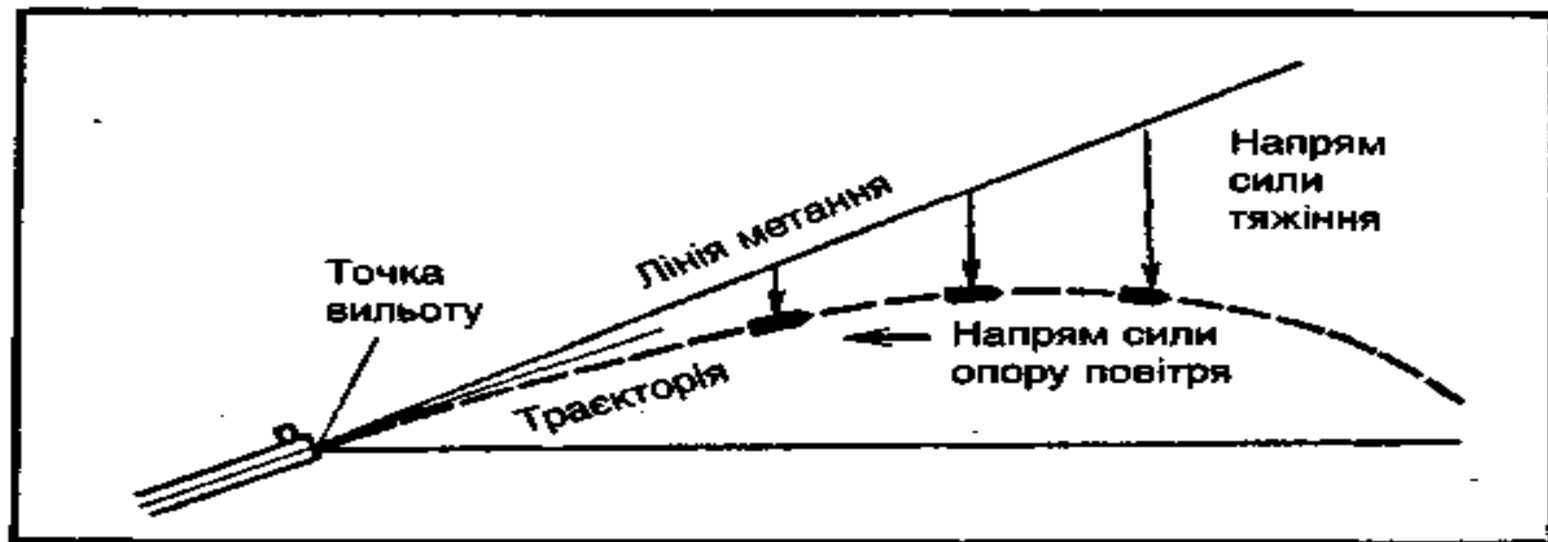 Точка
вильоту
Лінія метання
Траєкторія
Напрям
сили
тяжіння
Напрям сили
опору повітря